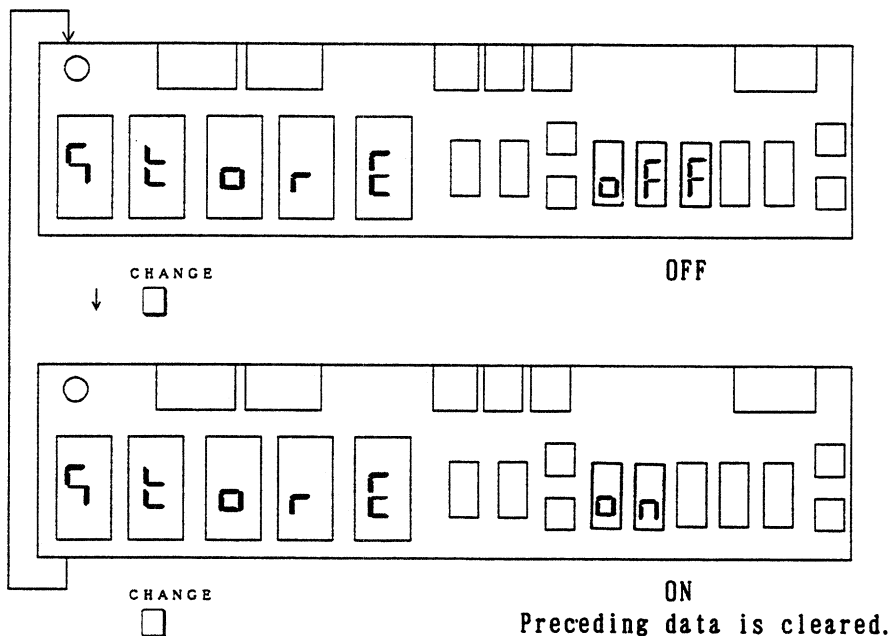 StorE oFF
OFF
CHANGE
↓
StorE on
ON
CHANGE
Preceding data is cleared.